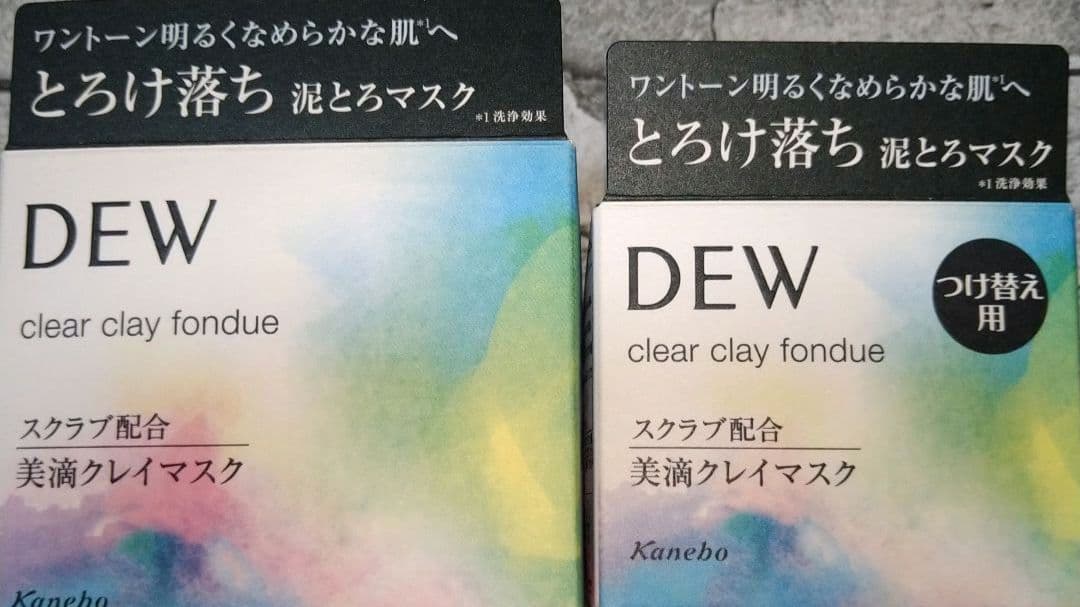 ワントーン明るくなめらかな肌*1へ
とろけ落ち 泥とろマスク
*1 洗浄効果
DEW
clear clay fondue
スクラブ配合
美滴クレイマスク
Kanebo
ワントーン明るくなめらかな肌*1へ
とろけ落ち 泥とろマスク
*1 洗浄効果
DEW
つけ替え
用
clear clay fondue
スクラブ配合
美滴クレイマスク
Kanebo